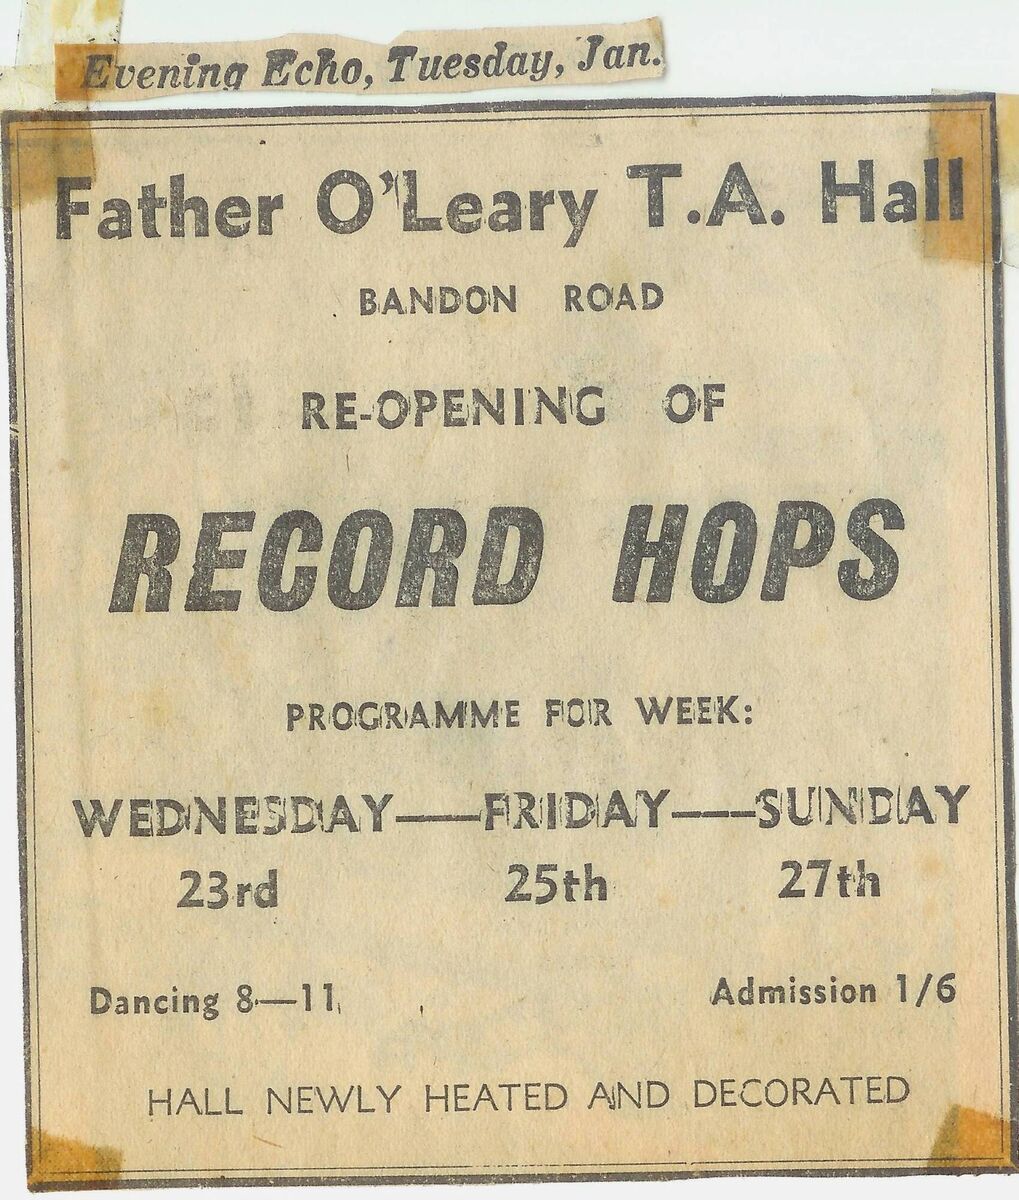 Evening Echo, Tuesday, Jan.
Father O'Leary T.A. Hall
BANDON ROAD
RE-OPENING OF
RECORD HOPS
PROGRAMME FOR WEEK:
WEDNESDAY—FRIDAY—SUNDAY
23rd 25th 27th
Dancing 8—11 Admission 1/6
HALL NEWLY HEATED AND DECORATED